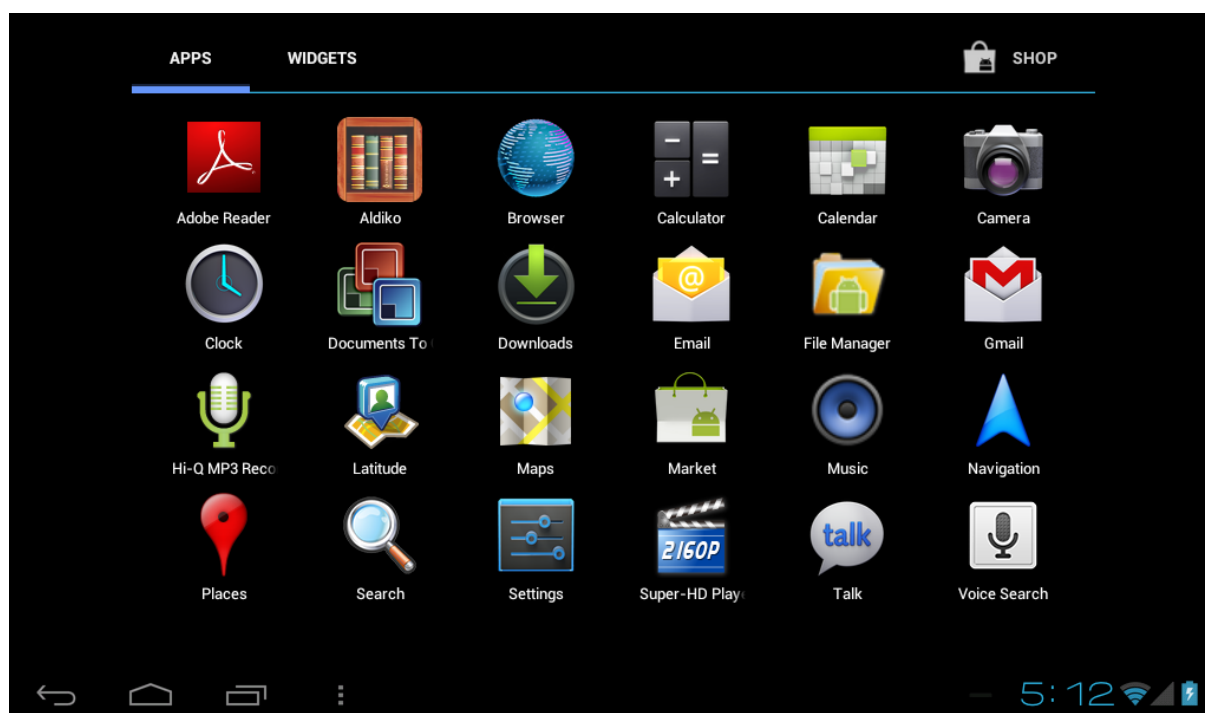 APPS WIDGETS SHOP
Adobe Reader Aldiko Browser Calculator Calendar Camera
Clock Documents To Downloads Email File Manager Gmail
Hi-Q MP3 Reco Latitude Maps Market Music Navigation
2160P talk
Places Search Settings Super-HD Play Talk Voice Search
5:12